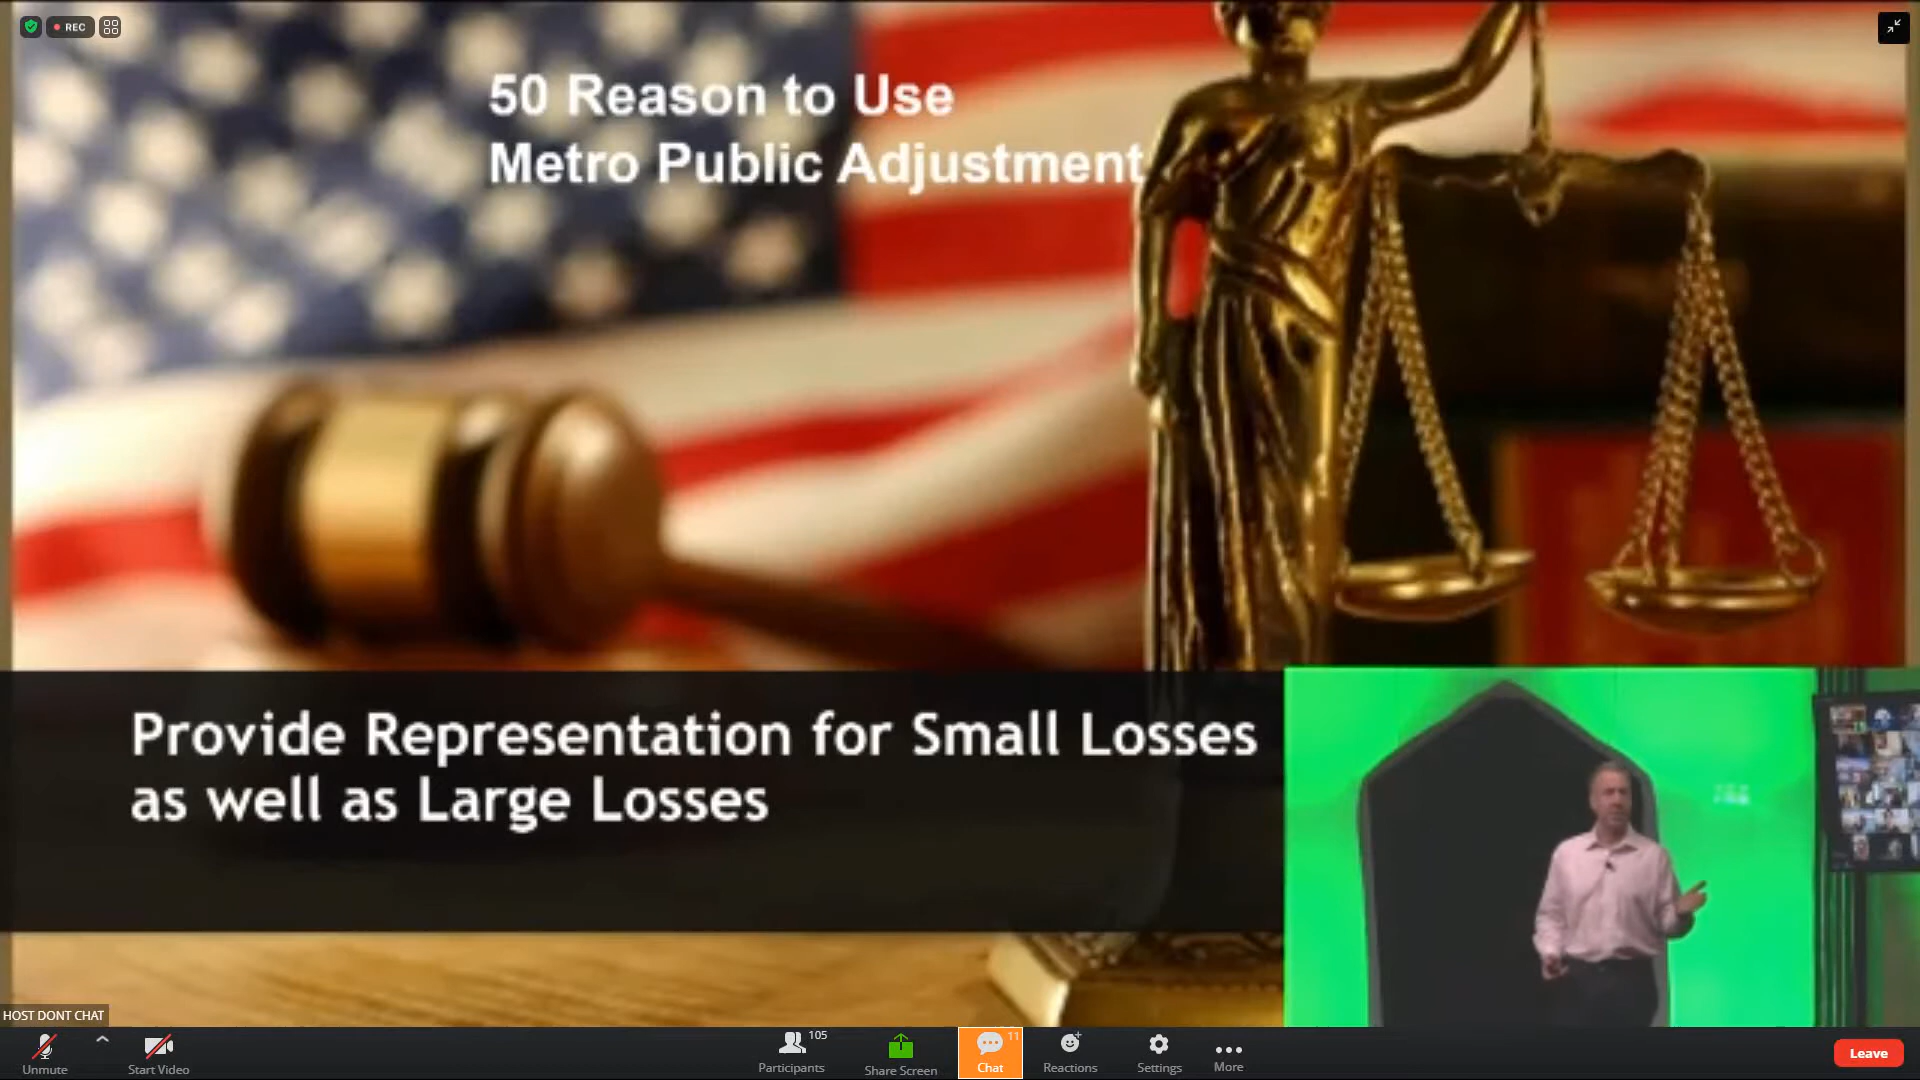 REC
50 Reason to Use
Metro Public Adjustment
Provide Representation for Small Losses
as well as Large Losses
HOST DONT CHAT
Unmute
Start Video
105
Participants
Share Screen
11
Chat
Reactions
Settings
More
Leave